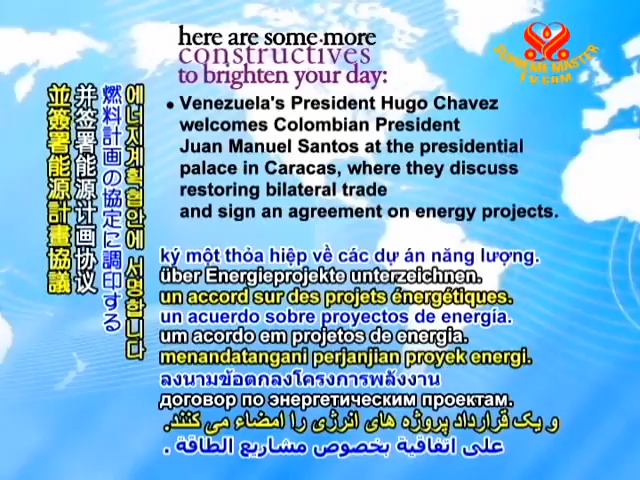 here are some more
constructives
to brighten your day:
SUPREME MASTER
TV.COM
• Venezuela's President Hugo Chavez
welcomes Colombian President
Juan Manuel Santos at the presidential
palace in Caracas, where they discuss
restoring bilateral trade
and sign an agreement on energy projects.
並簽署能源計畫協議
并签署能源计画协议
燃料計画の協定に調印する
에너지계획협안에 서명합니다
ký một thỏa hiệp về các dự án năng lượng.
über Energieprojekte unterzeichnen.
un accord sur des projets énergétiques.
un acuerdo sobre proyectos de energía.
um acordo em projetos de energia.
menandatangani perjanjian proyek energi.
ลงนามข้อตกลงโครงการพลังงาน
договор по энергетическим проектам.
و یک قرارداد پروژه های انرژی را امضاء می کنند.
على اتفاقية بخصوص مشاريع الطاقة .